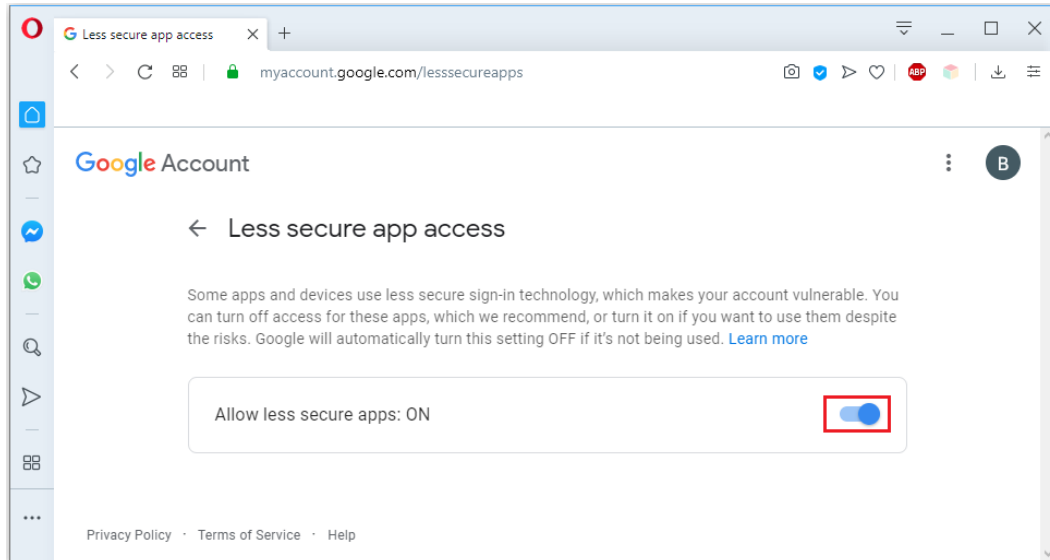 Less secure app access
myaccount.google.com/lesssecureapps
ABP
Google Account
B
Less secure app access
Some apps and devices use less secure sign-in technology, which makes your account vulnerable. You
can turn off access for these apps, which we recommend, or turn it on if you want to use them despite
the risks. Google will automatically turn this setting OFF if it's not being used. Learn more
Allow less secure apps: ON
Privacy Policy · Terms of Service · Help